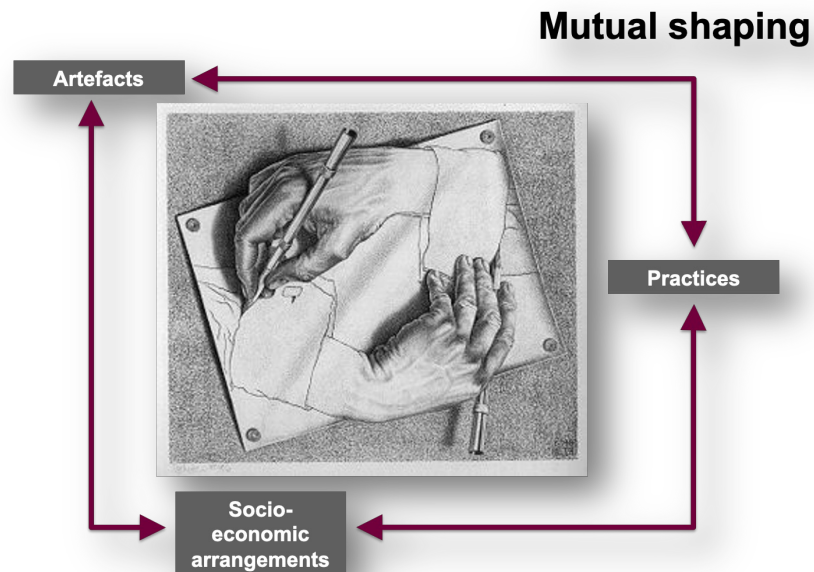 Mutual shaping
Artefacts
Practices
Socio-
economic
arrangements